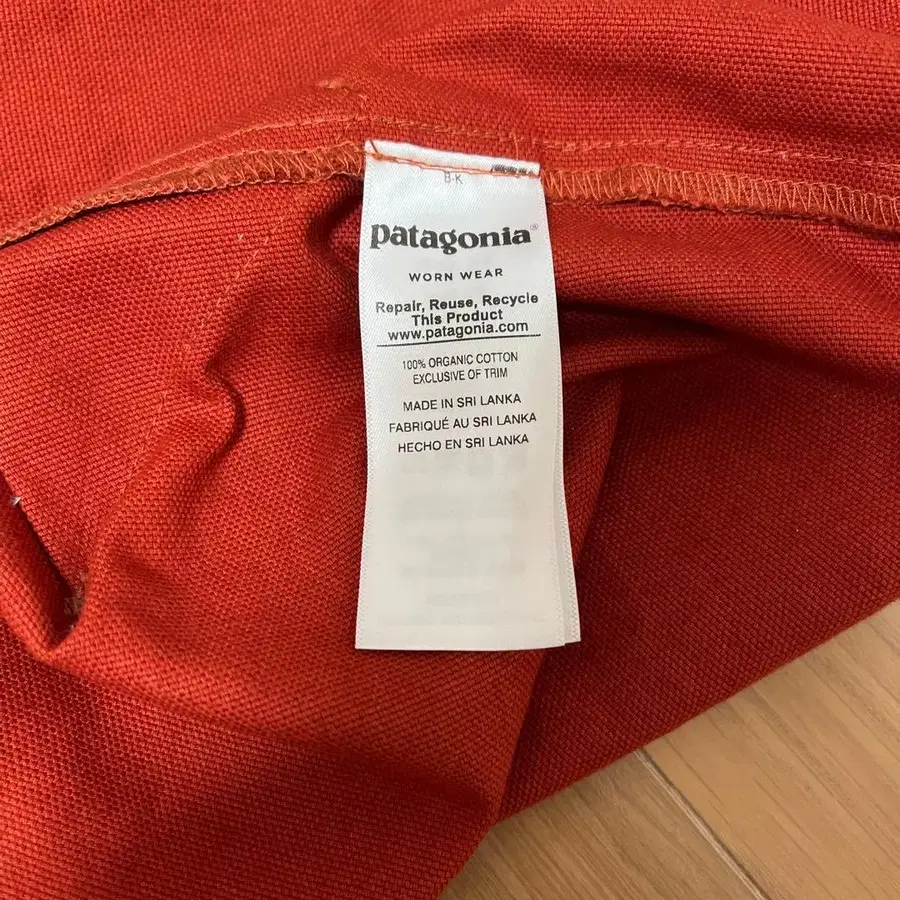 patagonia®
WORN WEAR
Repair, Reuse, Recycle
This Product
www.patagonia.com
100% ORGANIC COTTON
EXCLUSIVE OF TRIM
MADE IN SRI LANKA
FABRIQUÉ AU SRI LANKA
HECHO EN SRI LANKA